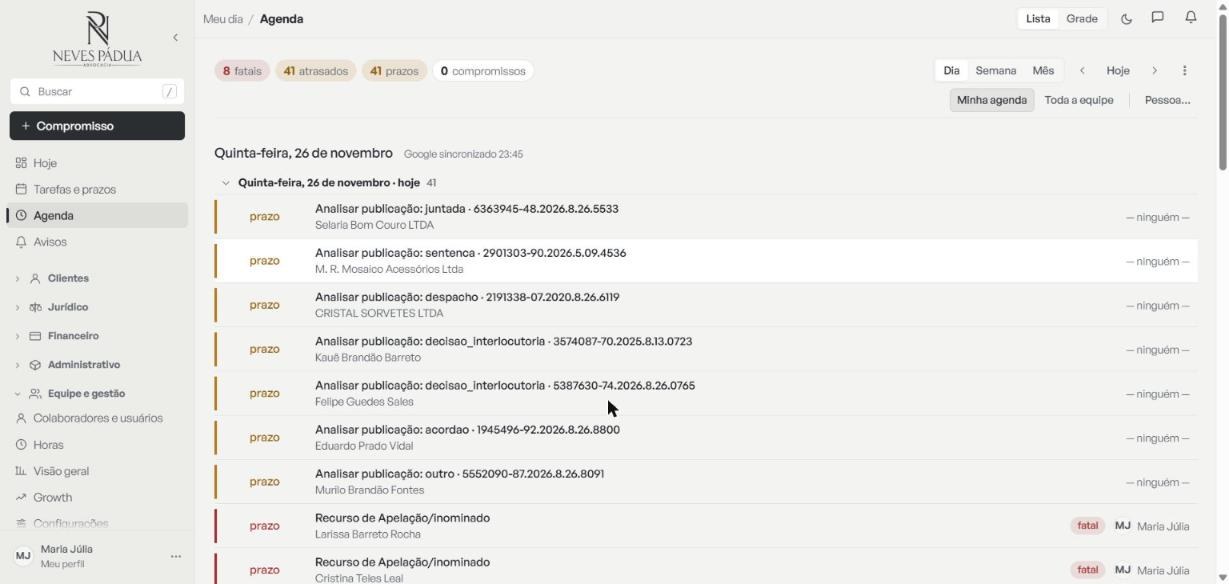 NEVES PÁDUA
ADVOCACIA
Buscar /
+ Compromisso
Hoje
Tarefas e prazos
Agenda
Avisos
Clientes
Jurídico
Financeiro
Administrativo
Equipe e gestão
Colaboradores e usuários
Horas
Visão geral
Growth
Configurações
MJ Maria Júlia
Meu perfil
Meu dia / Agenda
Lista Grade
8 fatais 41 atrasados 41 prazos 0 compromissos
Dia Semana Mês Hoje
Minha agenda Toda a equipe Pessoa...
Quinta-feira, 26 de novembro Google sincronizado 23:45
Quinta-feira, 26 de novembro · hoje 41
prazo Analisar publicação: juntada · 6363945-48.2026.8.26.5533 — ninguém —
Selaria Bom Couro LTDA
prazo Analisar publicação: sentenca · 2901303-90.2026.5.09.4536 — ninguém —
M. R. Mosaico Acessórios Ltda
prazo Analisar publicação: despacho · 2191338-07.2020.8.26.6119 — ninguém —
CRISTAL SORVETES LTDA
prazo Analisar publicação: decisao_interlocutoria · 3574087-70.2025.8.13.0723 — ninguém —
Kauê Brandão Barreto
prazo Analisar publicação: decisao_interlocutoria · 5387630-74.2026.8.26.0765 — ninguém —
Felipe Guedes Sales
prazo Analisar publicação: acordao · 1945496-92.2026.8.26.8800 — ninguém —
Eduardo Prado Vidal
prazo Analisar publicação: outro · 5552090-87.2026.8.26.8091 — ninguém —
Murilo Brandão Fontes
prazo Recurso de Apelação/inominado fatal MJ Maria Júlia
Larissa Barreto Rocha
prazo Recurso de Apelação/inominado fatal MJ Maria Júlia
Cristina Teles Leal